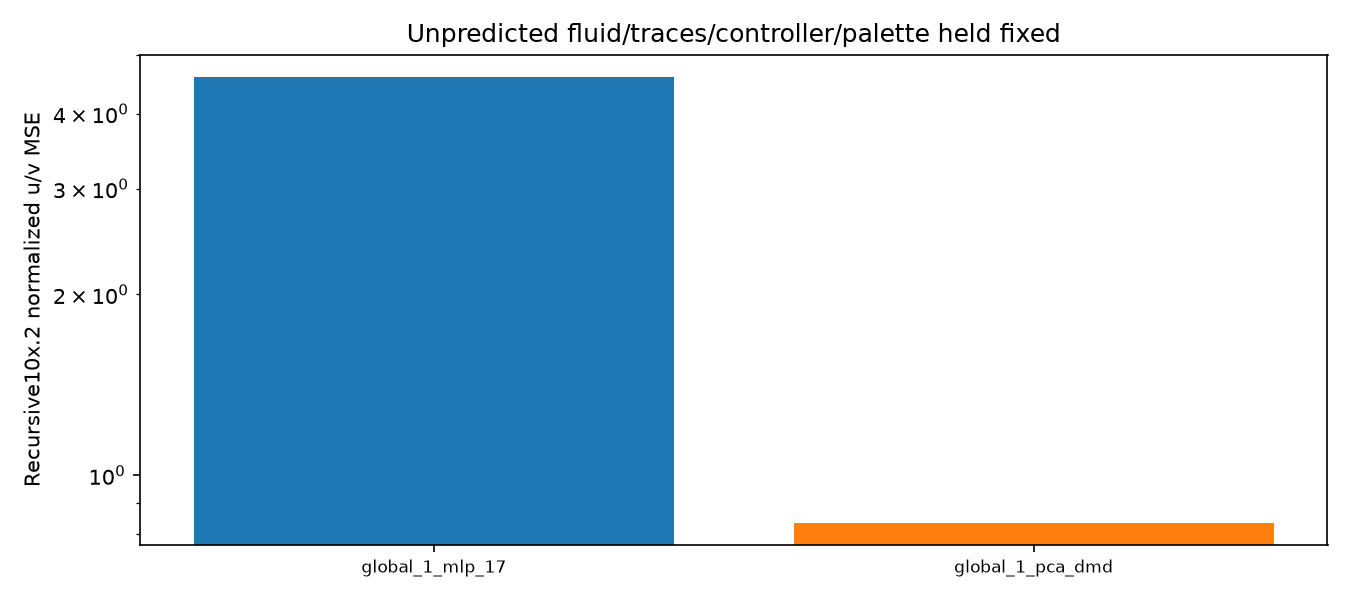 Unpredicted fluid/traces/controller/palette held fixed
Recursive10x.2 normalized u/v MSE
4 × 10⁰
3 × 10⁰
2 × 10⁰
10⁰
global_1_mlp_17
global_1_pca_dmd